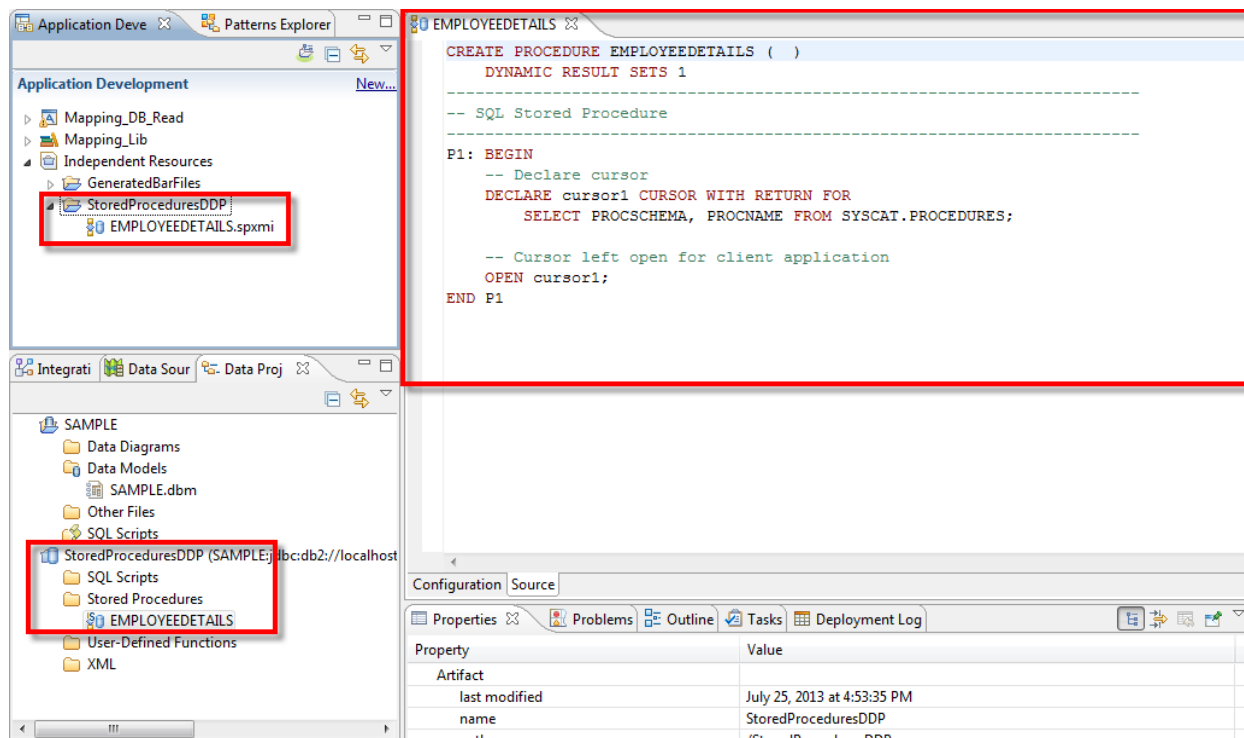 Application Deve
Patterns Explorer
Application Development
New...
Mapping_DB_Read
Mapping_Lib
Independent Resources
GeneratedBarFiles
StoredProceduresDDP
EMPLOYEEDETAILS.spxmi
Integrati
Data Sour
Data Proj
SAMPLE
Data Diagrams
Data Models
SAMPLE.dbm
Other Files
SQL Scripts
StoredProceduresDDP (SAMPLE:jdbc:db2://localhost
SQL Scripts
Stored Procedures
EMPLOYEEDETAILS
User-Defined Functions
XML
EMPLOYEEDETAILS
CREATE PROCEDURE EMPLOYEEDETAILS ( )
DYNAMIC RESULT SETS 1
------------------------------------------------------------------------
-- SQL Stored Procedure
------------------------------------------------------------------------
P1: BEGIN
-- Declare cursor
DECLARE cursor1 CURSOR WITH RETURN FOR
SELECT PROCSCHEMA, PROCNAME FROM SYSCAT.PROCEDURES;
-- Cursor left open for client application
OPEN cursor1;
END P1
Configuration Source
Properties
Problems
Outline
Tasks
Deployment Log
Property Value
Artifact
last modified July 25, 2013 at 4:53:35 PM
name StoredProceduresDDP